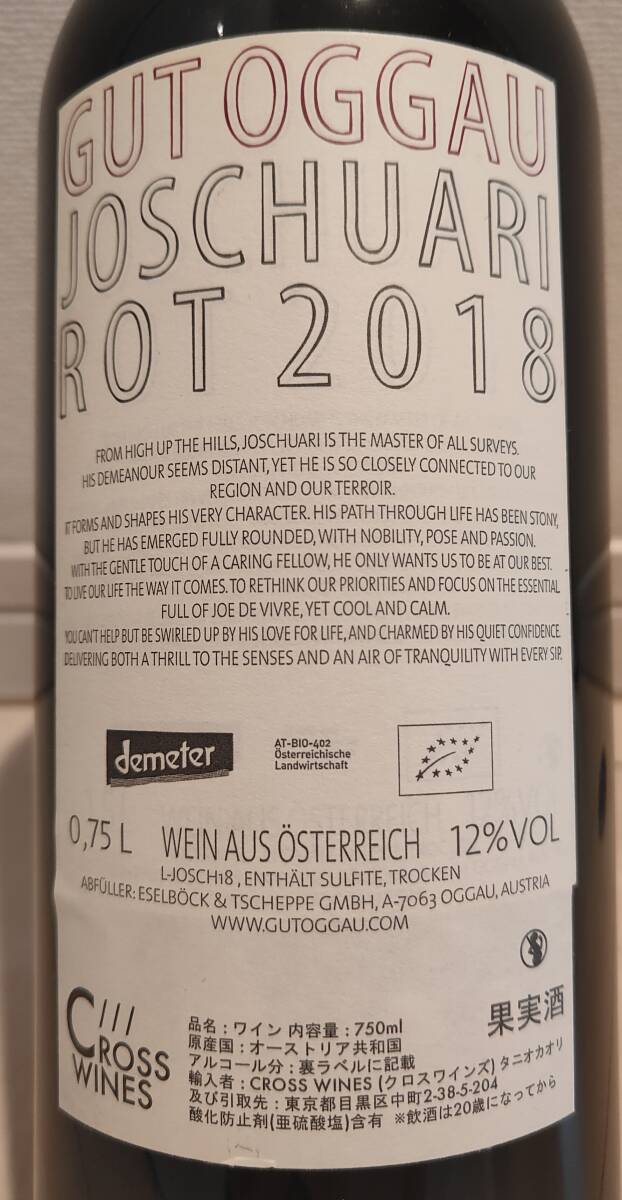 GUT OGGAU
JOSCHUARI
ROT 2018
FROM HIGH UP THE HILLS, JOSCHUARI IS THE MASTER OF ALL SURVEYS.
HIS DEMEANOUR SEEMS DISTANT, YET HE IS SO CLOSELY CONNECTED TO OUR
REGION AND OUR TERROIR.
IT FORMS AND SHAPES HIS VERY CHARACTER. HIS PATH THROUGH LIFE HAS BEEN STONY,
BUT HE HAS EMERGED FULLY ROUNDED, WITH NOBILITY, POSE AND PASSION.
WITH THE GENTLE TOUCH OF A CARING FELLOW, HE ONLY WANTS US TO BE AT OUR BEST.
TO LIVE OUR LIFE THE WAY IT COMES. TO RETHINK OUR PRIORITIES AND FOCUS ON THE ESSENTIAL
FULL OF JOE DE VIVRE, YET COOL AND CALM.
YOU CAN'T HELP BUT BE SWIRLED UP BY HIS LOVE FOR LIFE, AND CHARMED BY HIS QUIET CONFIDENCE.
DELIVERING BOTH A THRILL TO THE SENSES AND AN AIR OF TRANQUILITY WITH EVERY SIP.
demeter
AT-BIO-402
Österreichische
Landwirtschaft
0,75 L WEIN AUS ÖSTERREICH 12%VOL
L-JOSCH18, ENTHÄLT SULFITE, TROCKEN
ABFÜLLER: ESELBÖCK & TSCHEPPE GMBH, A-7063 OGGAU, AUSTRIA
WWW.GUTOGGAU.COM
CROSS
WINES
果実酒
品名：ワイン 内容量：750ml
原産国：オーストリア共和国
アルコール分：裏ラベルに記載
輸入者：CROSS WINES (クロスワインズ) タニオカオリ
及び引取先：東京都目黒区中町2-38-5-204
酸化防止剤(亜硫酸塩)含有 ※飲酒は20歳になってから